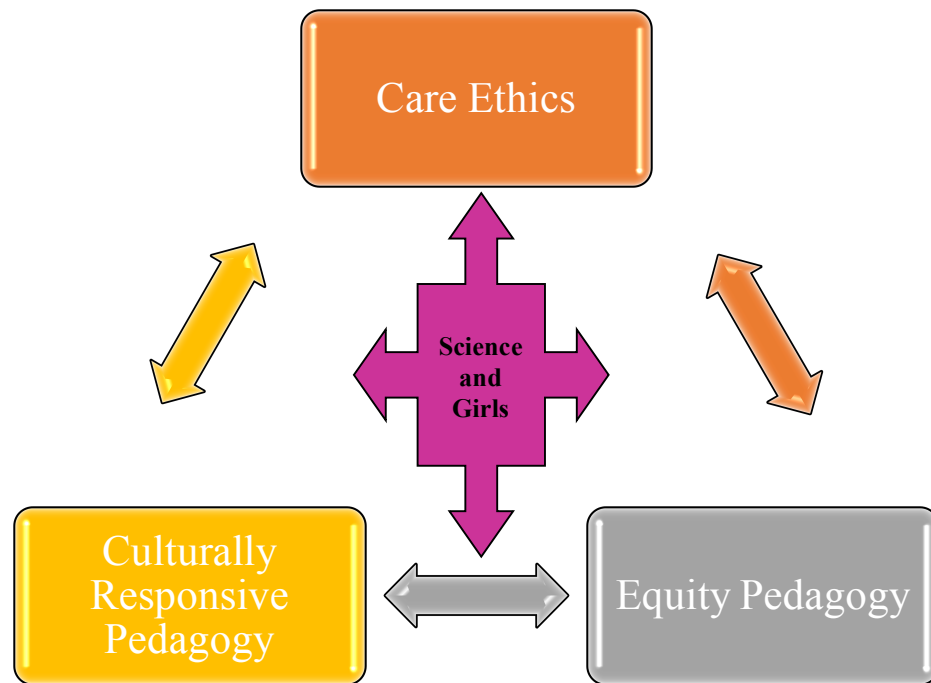 Care Ethics
Science
and
Girls
Culturally
Responsive
Pedagogy
Equity Pedagogy